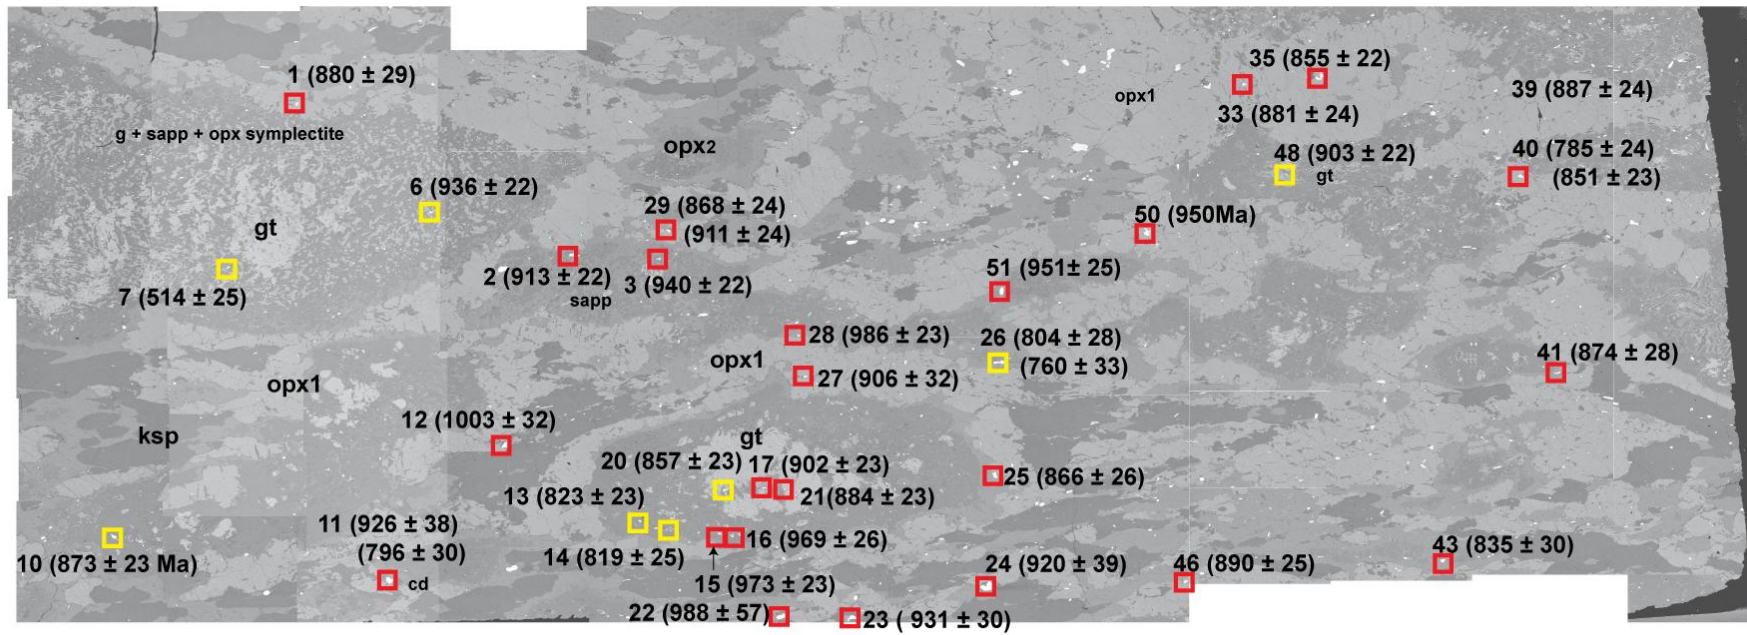 35 (855 ± 22)
1 (880 ± 29)
39 (887 ± 24)
opx1
33 (881 ± 24)
g + sapp + opx symplectite
opx2
48 (903 ± 22)
gt
40 (785 ± 24)
(851 ± 23)
6 (936 ± 22)
29 (868 ± 24)
(911 ± 24)
50 (950Ma)
gt
7 (514 ± 25)
2 (913 ± 22)
sapp
3 (940 ± 22)
51 (951± 25)
28 (986 ± 23)
26 (804 ± 28)
(760 ± 33)
opx1
27 (906 ± 32)
41 (874 ± 28)
opx1
12 (1003 ± 32)
ksp
gt
20 (857 ± 23)
17 (902 ± 23)
13 (823 ± 23)
21(884 ± 23)
25 (866 ± 26)
11 (926 ± 38)
(796 ± 30)
cd
10 (873 ± 23 Ma)
14 (819 ± 25)
16 (969 ± 26)
15 (973 ± 23)
24 (920 ± 39)
46 (890 ± 25)
43 (835 ± 30)
22 (988 ± 57)
23 ( 931 ± 30)